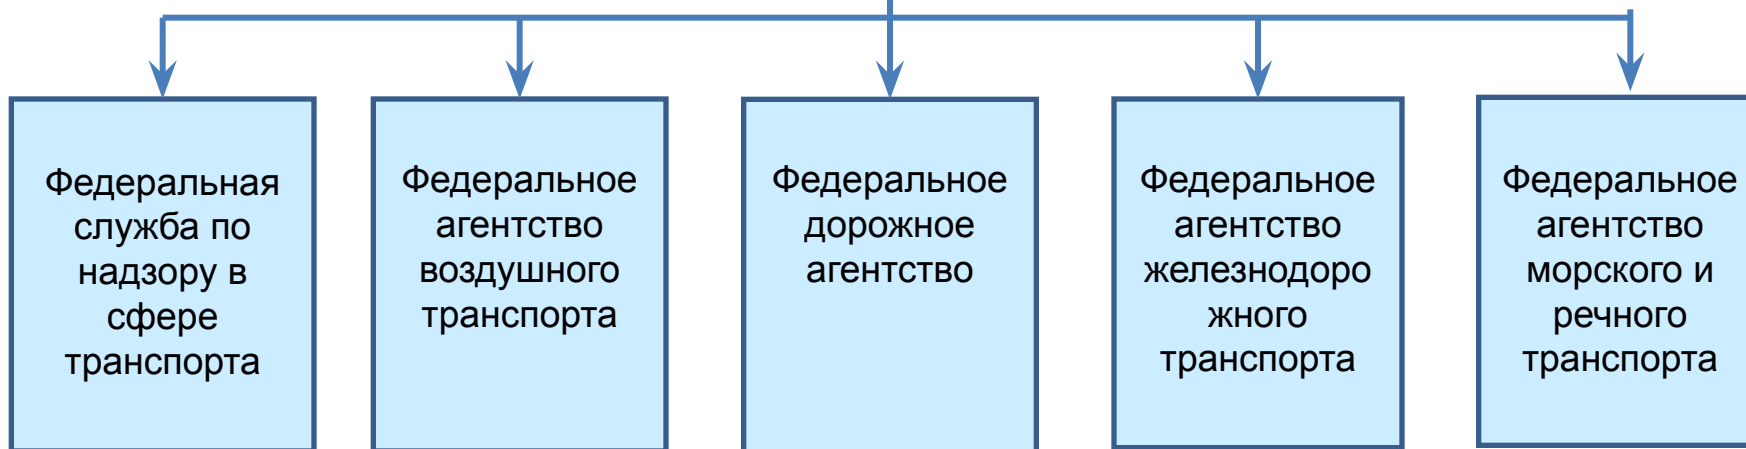 Федеральная
служба по
надзору в
сфере
транспорта
Федеральное
агентство
воздушного
транспорта
Федеральное
дорожное
агентство
Федеральное
агентство
железнодоро
жного
транспорта
Федеральное
агентство
морского и
речного
транспорта